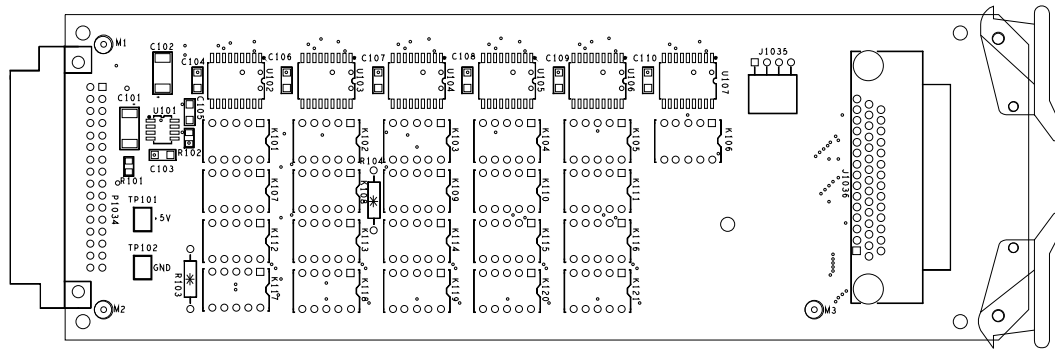 M1
C102
C104
C106
C107
C108
C109
C110
J1035
U102
U103
U104
U105
U106
U107
C101
U101
C105
R102
C103
R101
K101
K102
K103
K104
K105
K106
R104
P1034
TP101
+5V
K107
K108
K109
K110
K111
J1036
TP102
GND
R103
K112
K113
K114
K115
K116
K117
K118
K119
K120
K121
M2
M3